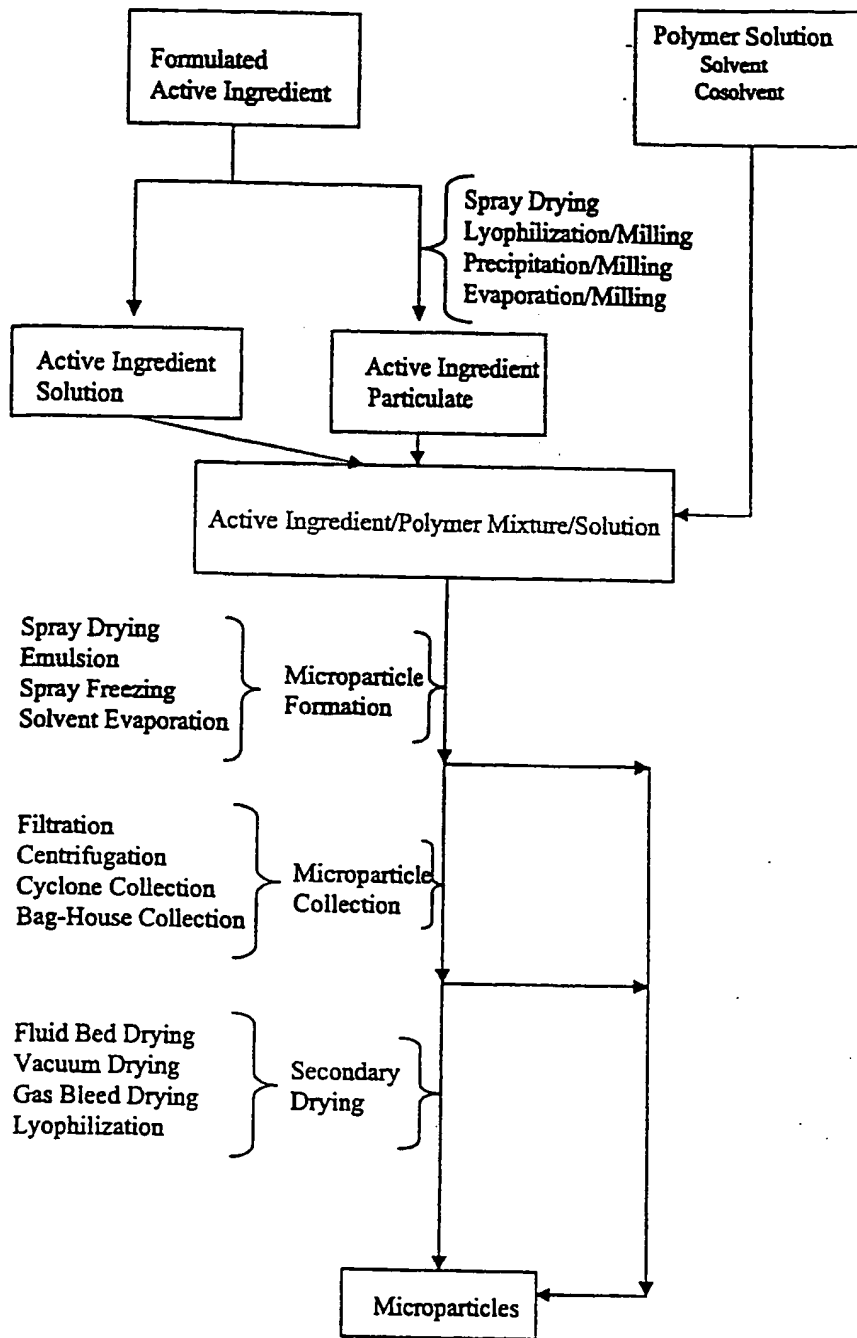 Formulated
Active Ingredient
Polymer Solution
Solvent
Cosolvent
Spray Drying
Lyophilization/Milling
Precipitation/Milling
Evaporation/Milling
Active Ingredient
Solution
Active Ingredient
Particulate
Active Ingredient/Polymer Mixture/Solution
Spray Drying
Emulsion
Spray Freezing
Solvent Evaporation
Microparticle
Formation
Filtration
Centrifugation
Cyclone Collection
Bag-House Collection
Microparticle
Collection
Fluid Bed Drying
Vacuum Drying
Gas Bleed Drying
Lyophilization
Secondary
Drying
Microparticles